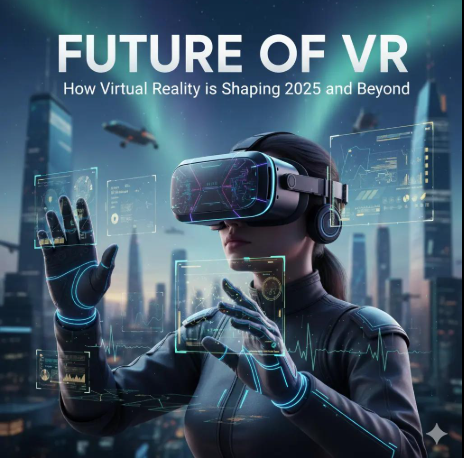 FUTURE OF VR
How Virtual Reality is Shaping 2025 and Beyond